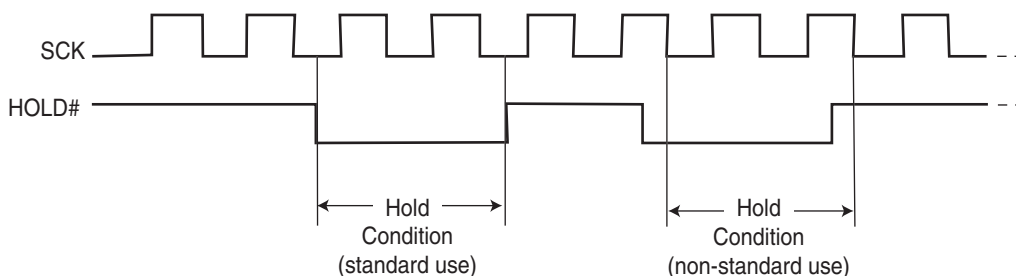 SCK
HOLD#
Hold
Condition
(standard use)
Hold
Condition
(non-standard use)